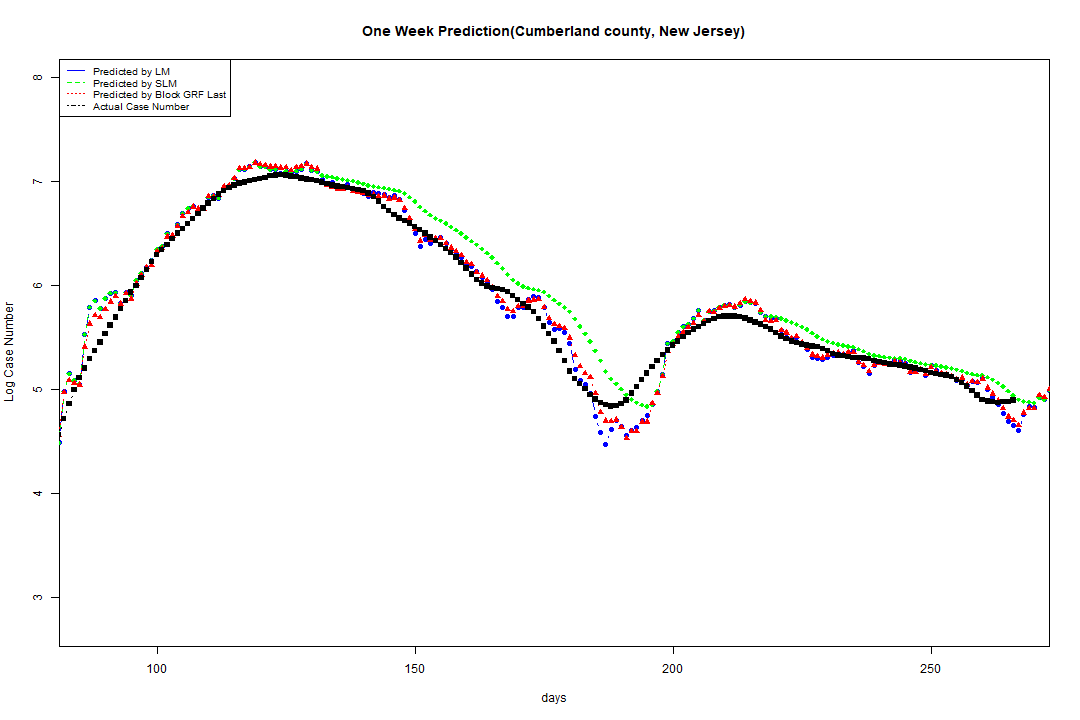 One Week Prediction(Cumberland county, New Jersey)
Predicted by LM
Predicted by SLM
Predicted by Block GRF Last
Actual Case Number
8
7
6
5
4
3
Log Case Number
100 150 200 250
days